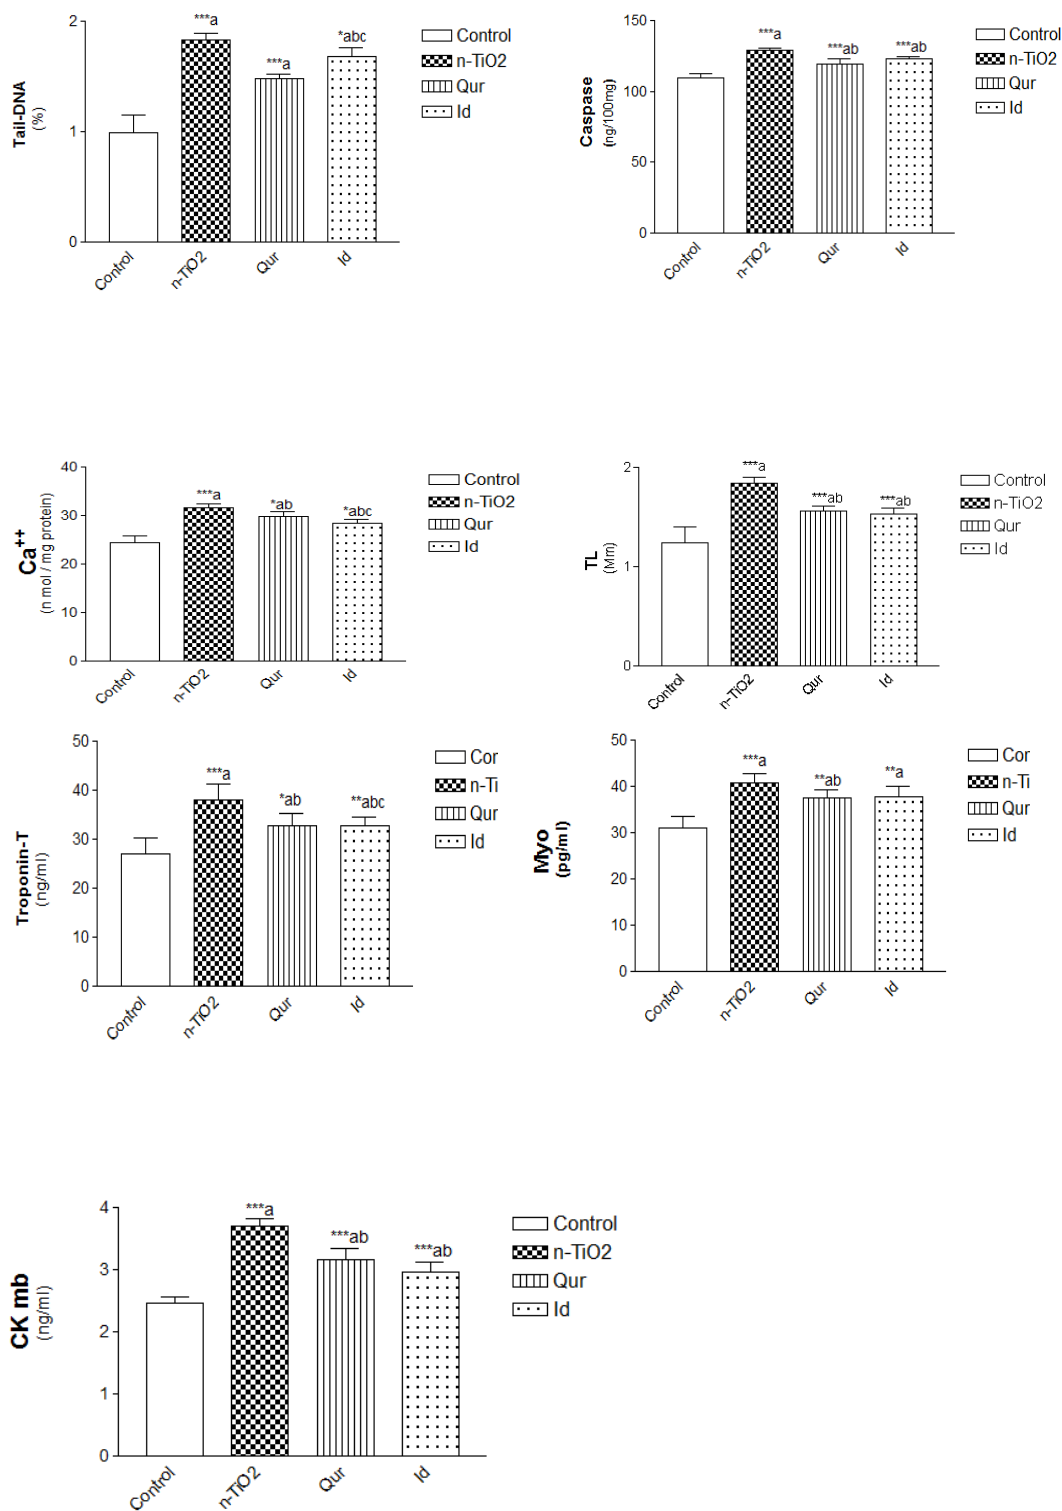 Tail-DNA
(%)
2
1
0
***a
***a
*abc
Control
n-TiO2
Qur
Id
Control
n-TiO2
Qur
Id
Caspase
(ng/100mg)
150
100
50
0
***a
***ab
***ab
Control
n-TiO2
Qur
Id
Control
n-TiO2
Qur
Id
Ca++
(n mol / mg protein)
40
30
20
10
0
***a
*ab
*abc
Control
n-TiO2
Qur
Id
Control
n-TiO2
Qur
Id
TL
(Mm)
2
1
0
***a
***ab
***ab
Control
n-TiO2
Qur
Id
Control
n-TiO2
Qur
Id
Troponin-T
(ng/ml)
50
40
30
20
10
0
***a
*ab
**abc
Control
n-TiO2
Qur
Id
Cor
n-Ti
Qur
Id
Myo
(pg/ml)
50
40
30
20
10
0
***a
**ab
**a
Control
n-TiO2
Qur
Id
Cor
n-Ti
Qur
Id
CK mb
(ng/ml)
4
3
2
1
0
***a
***ab
***ab
Control
n-TiO2
Qur
Id
Control
n-TiO2
Qur
Id